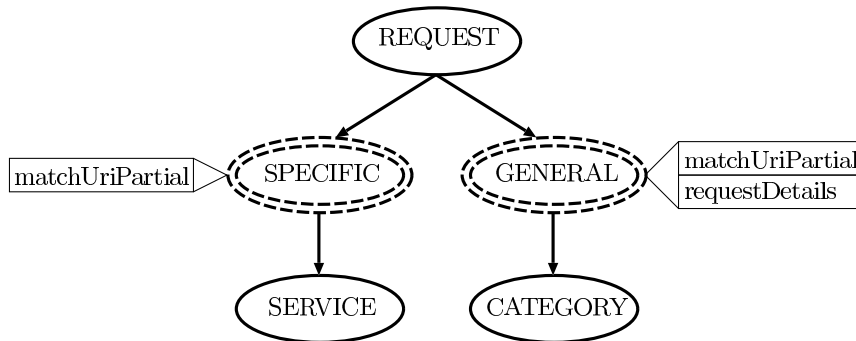 REQUEST
matchUriPartial
SPECIFIC
GENERAL
matchUriPartial
requestDetails
SERVICE
CATEGORY